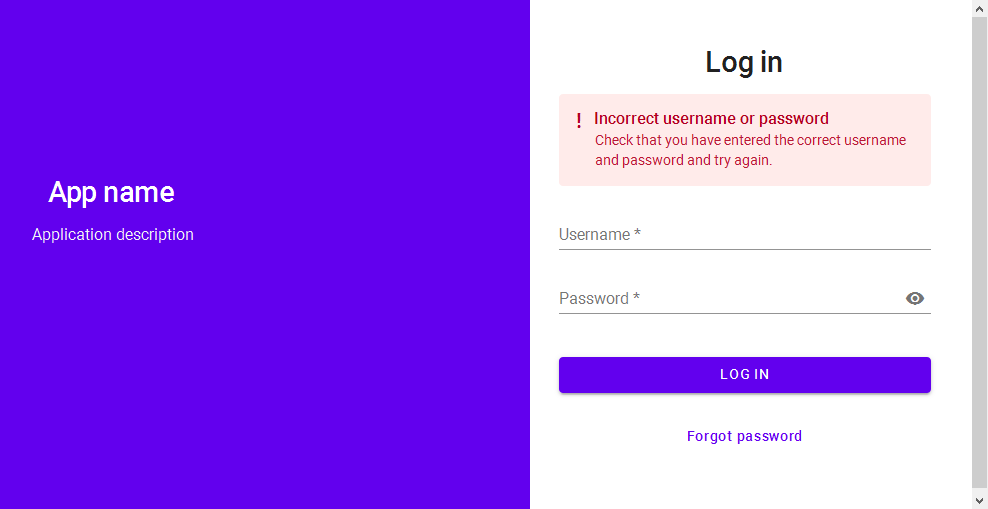 App name
Application description
Log in
! Incorrect username or password
Check that you have entered the correct username
and password and try again.
Username *
Password *
LOG IN
Forgot password